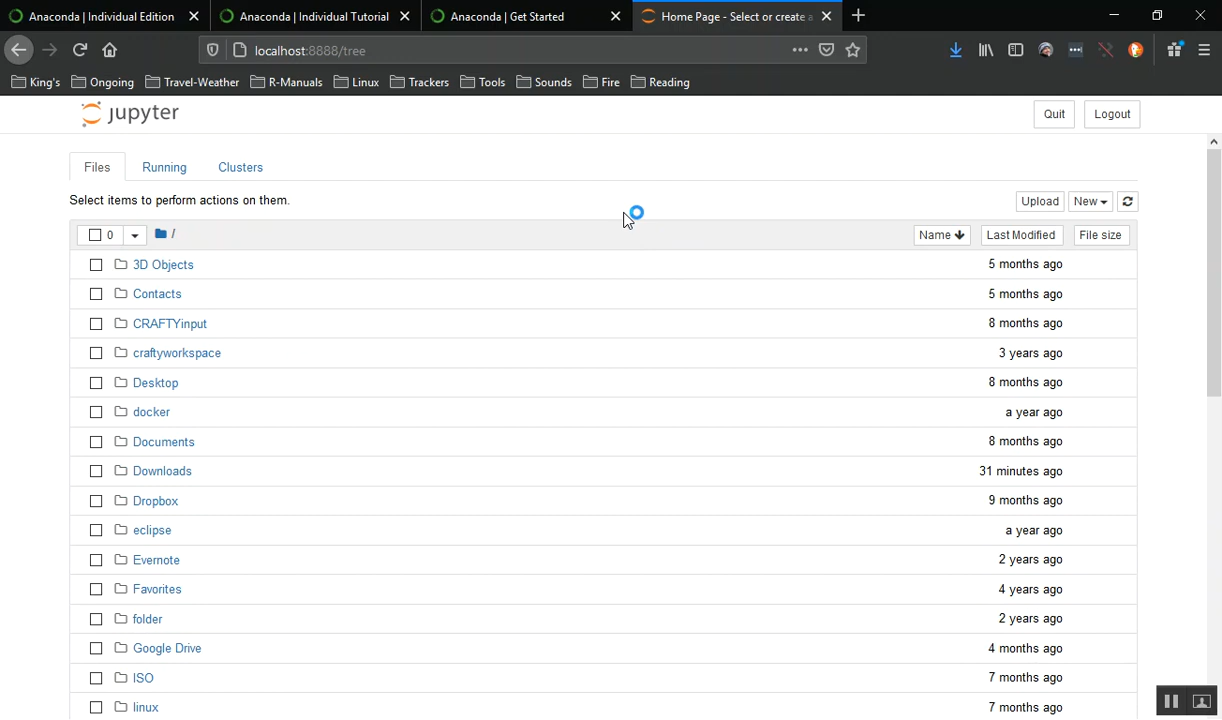 Anaconda | Individual Edition Anaconda | Individual Tutorial Anaconda | Get Started Home Page - Select or create a
localhost:8888/tree
King's Ongoing Travel-Weather R-Manuals Linux Trackers Tools Sounds Fire Reading
jupyter Quit Logout
Files Running Clusters
Select items to perform actions on them. Upload New
0 / Name Last Modified File size
3D Objects 5 months ago
Contacts 5 months ago
CRAFTYinput 8 months ago
craftyworkspace 3 years ago
Desktop 8 months ago
docker a year ago
Documents 8 months ago
Downloads 31 minutes ago
Dropbox 9 months ago
eclipse a year ago
Evernote 2 years ago
Favorites 4 years ago
folder 2 years ago
Google Drive 4 months ago
ISO 7 months ago
linux 7 months ago